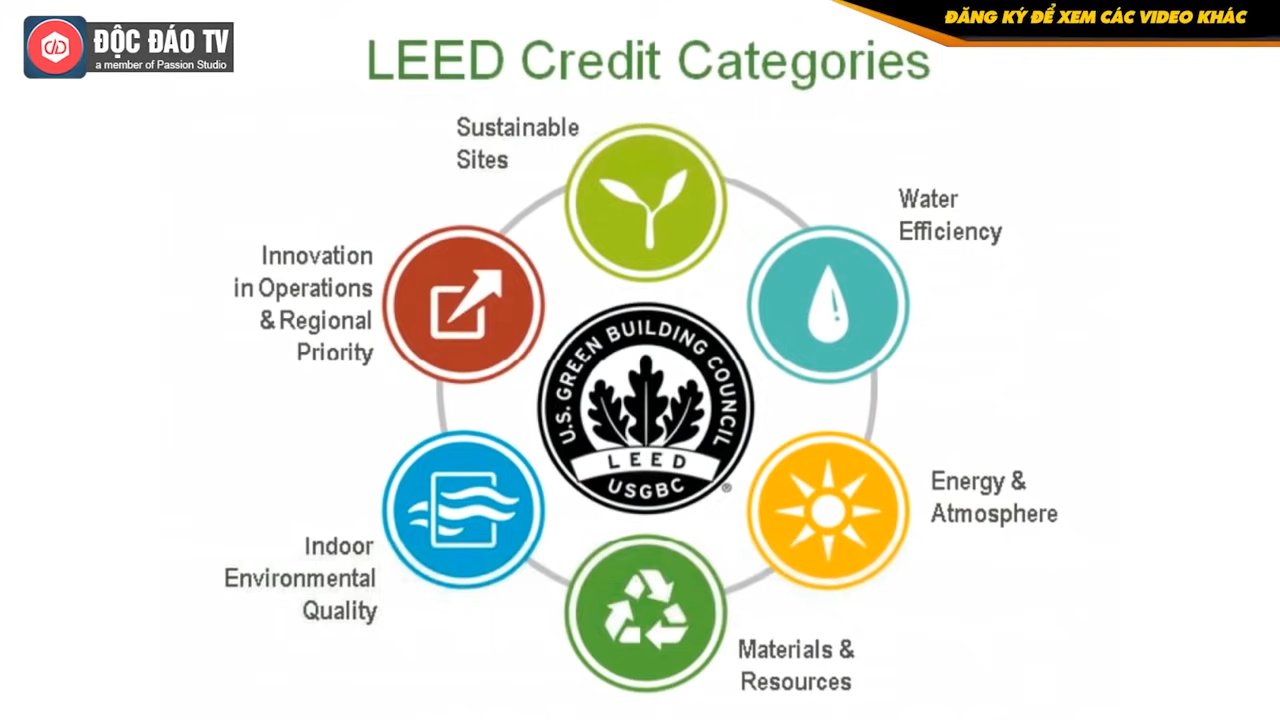 ĐỘC ĐÁO TV
a member of Passion Studio
ĐĂNG KÝ ĐỂ XEM CÁC VIDEO KHÁC
LEED Credit Categories
Sustainable
Sites
Water
Efficiency
Innovation
in Operations
& Regional
Priority
U.S. GREEN BUILDING COUNCIL
LEED
USGBC
®
Energy &
Atmosphere
Indoor
Environmental
Quality
Materials &
Resources